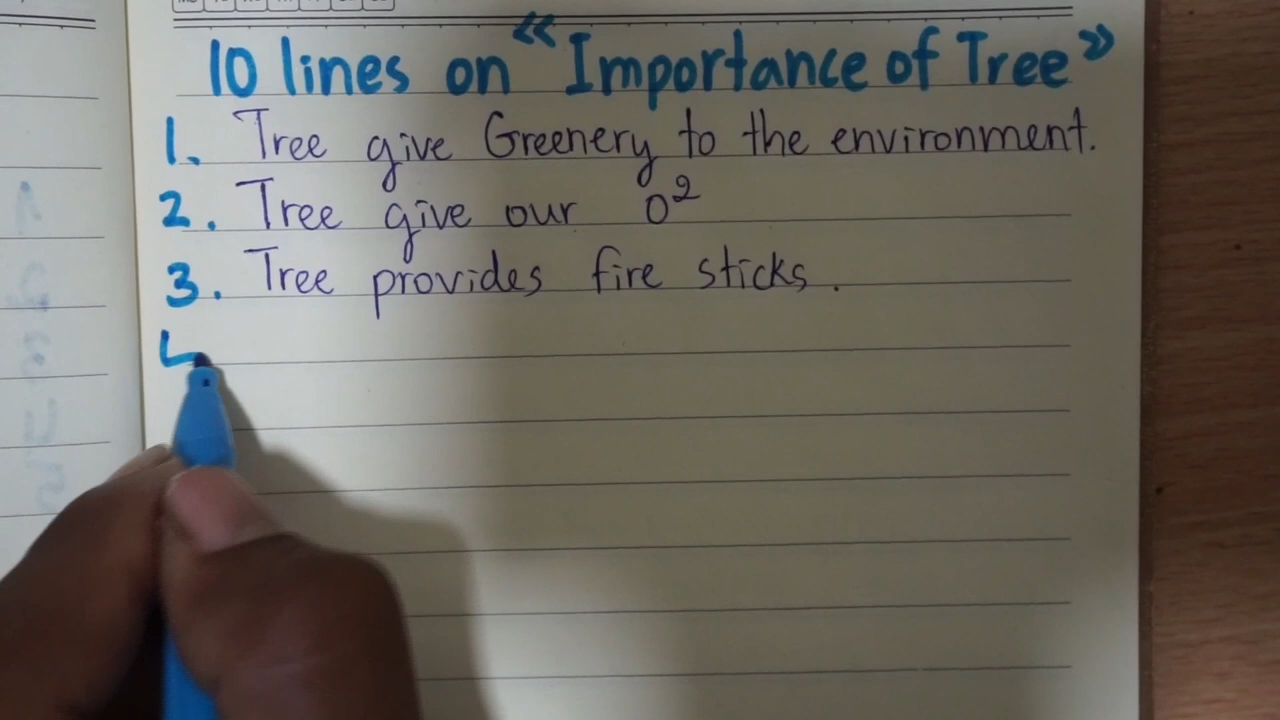 10 lines on “Importance of Tree”
1. Tree give Greenery to the environment.
2. Tree give our O²
3. Tree provides fire sticks.